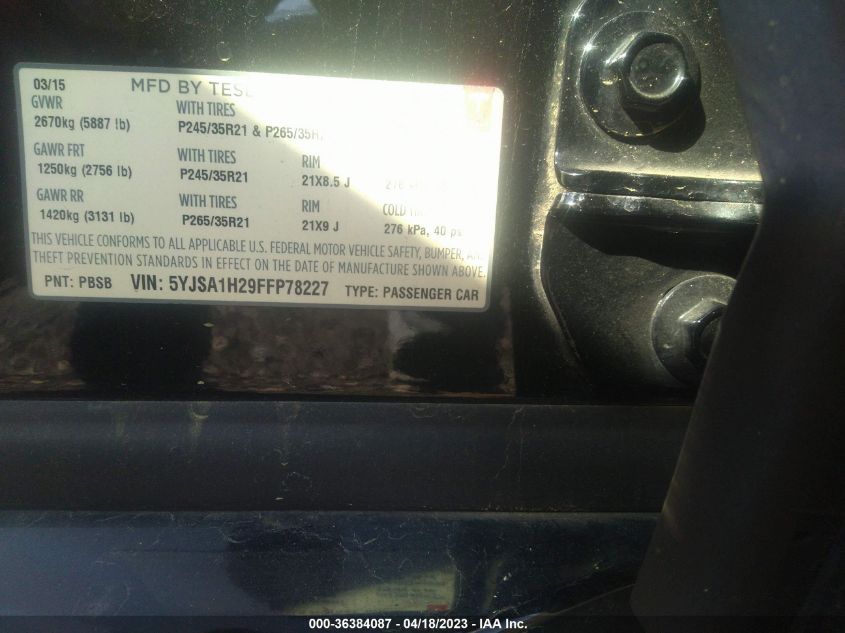 03/15 MFD BY TESL
GVWR WITH TIRES
2670kg (5887 lb) P245/35R21 & P265/35R
GAWR FRT WITH TIRES RIM
1250kg (2756 lb) P245/35R21 21X8.5 J 276
GAWR RR WITH TIRES RIM COLD
1420kg (3131 lb) P265/35R21 21X9 J 276 kPa, 40 ps
THIS VEHICLE CONFORMS TO ALL APPLICABLE U.S. FEDERAL MOTOR VEHICLE SAFETY, BUMPER, AN
THEFT PREVENTION STANDARDS IN EFFECT ON THE DATE OF MANUFACTURE SHOWN ABOVE.
PNT: PBSB VIN: 5YJSA1H29FFP78227 TYPE: PASSENGER CAR
000-36384087 - 04/18/2023 - IAA Inc.